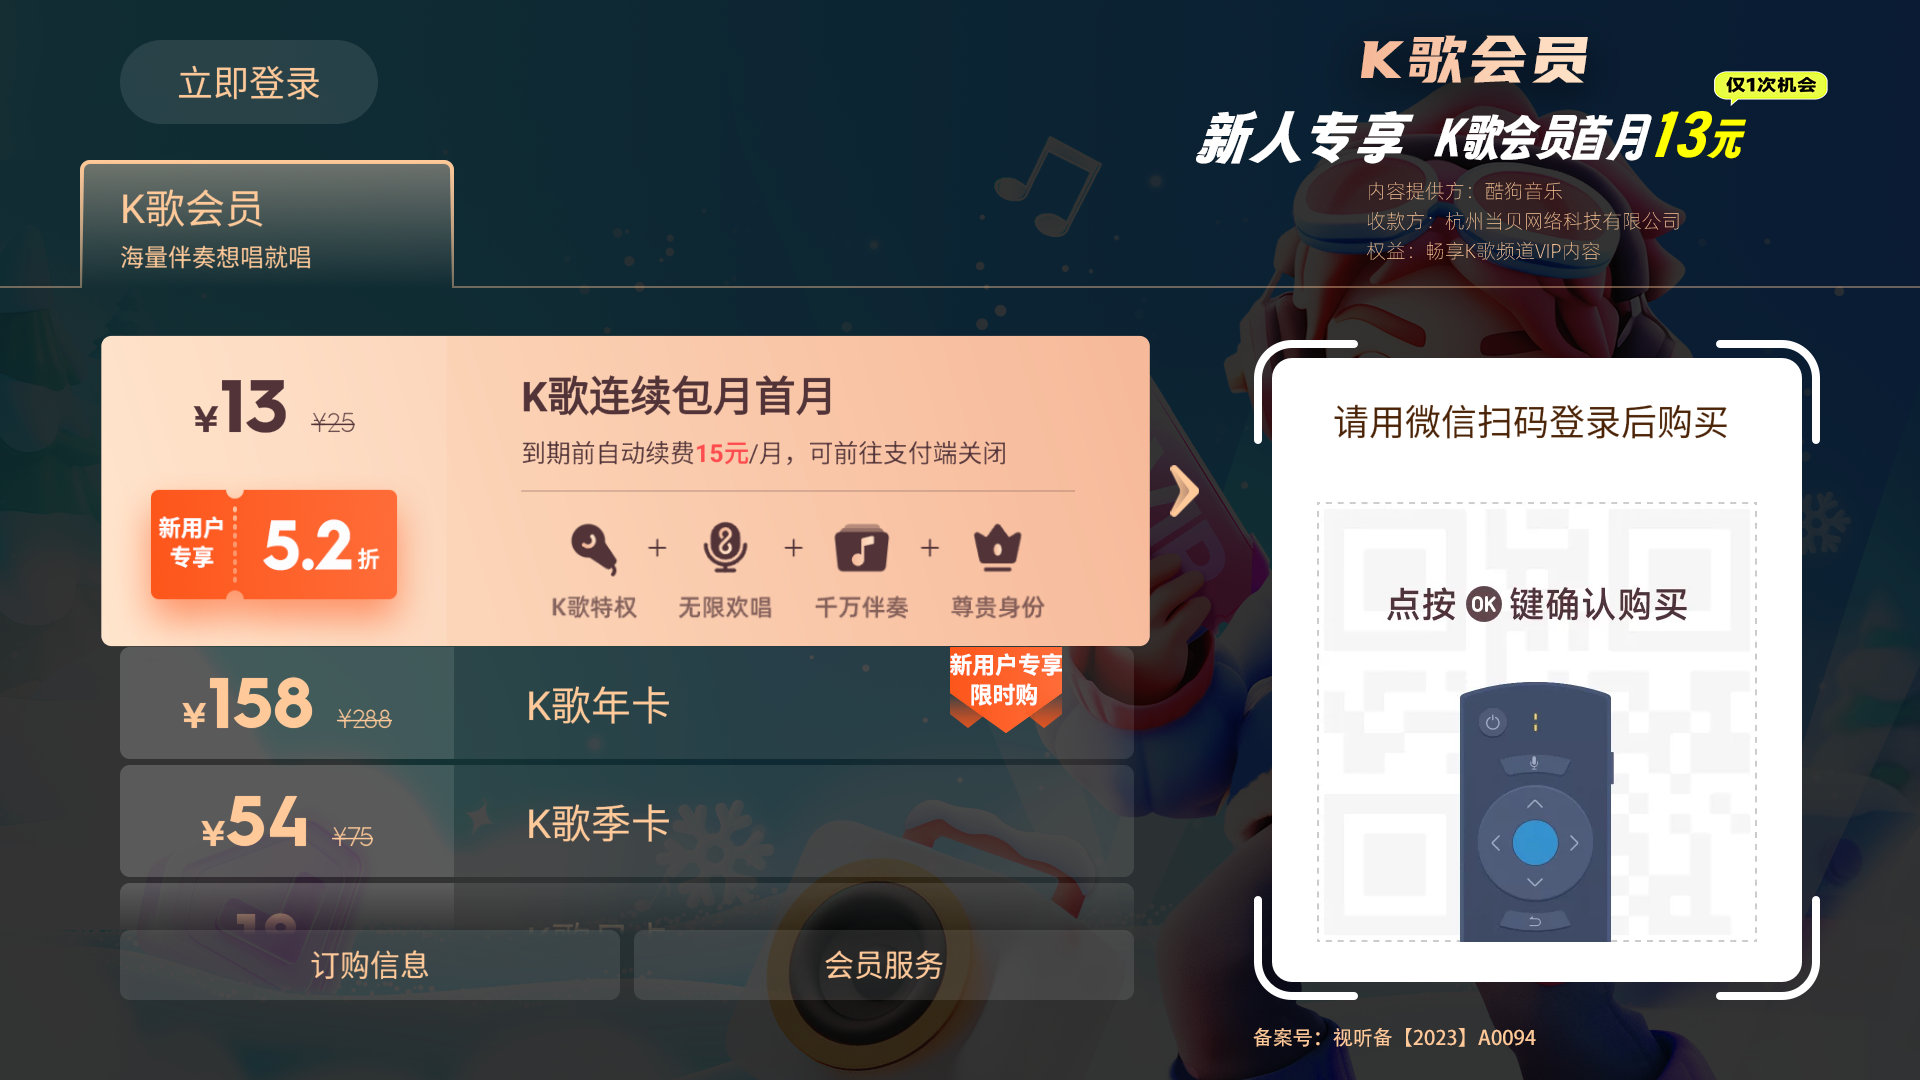 立即登录
K歌会员
海量伴奏想唱就唱
K歌会员
仅1次机会
新人专享 K歌会员首月13元
内容提供方：酷狗音乐
收款方：杭州当贝网络科技有限公司
权益：畅享K歌频道VIP内容
¥13 ¥25
新用户
专享
5.2折
K歌连续包月首月
到期前自动续费15元/月，可前往支付端关闭
K歌特权 + 无限欢唱 + 千万伴奏 + 尊贵身份
¥158 ¥288
K歌年卡
新用户专享
限时购
¥54 ¥75
K歌季卡
订购信息
会员服务
请用微信扫码登录后购买
点按OK键确认购买
备案号：视听备【2023】A0094